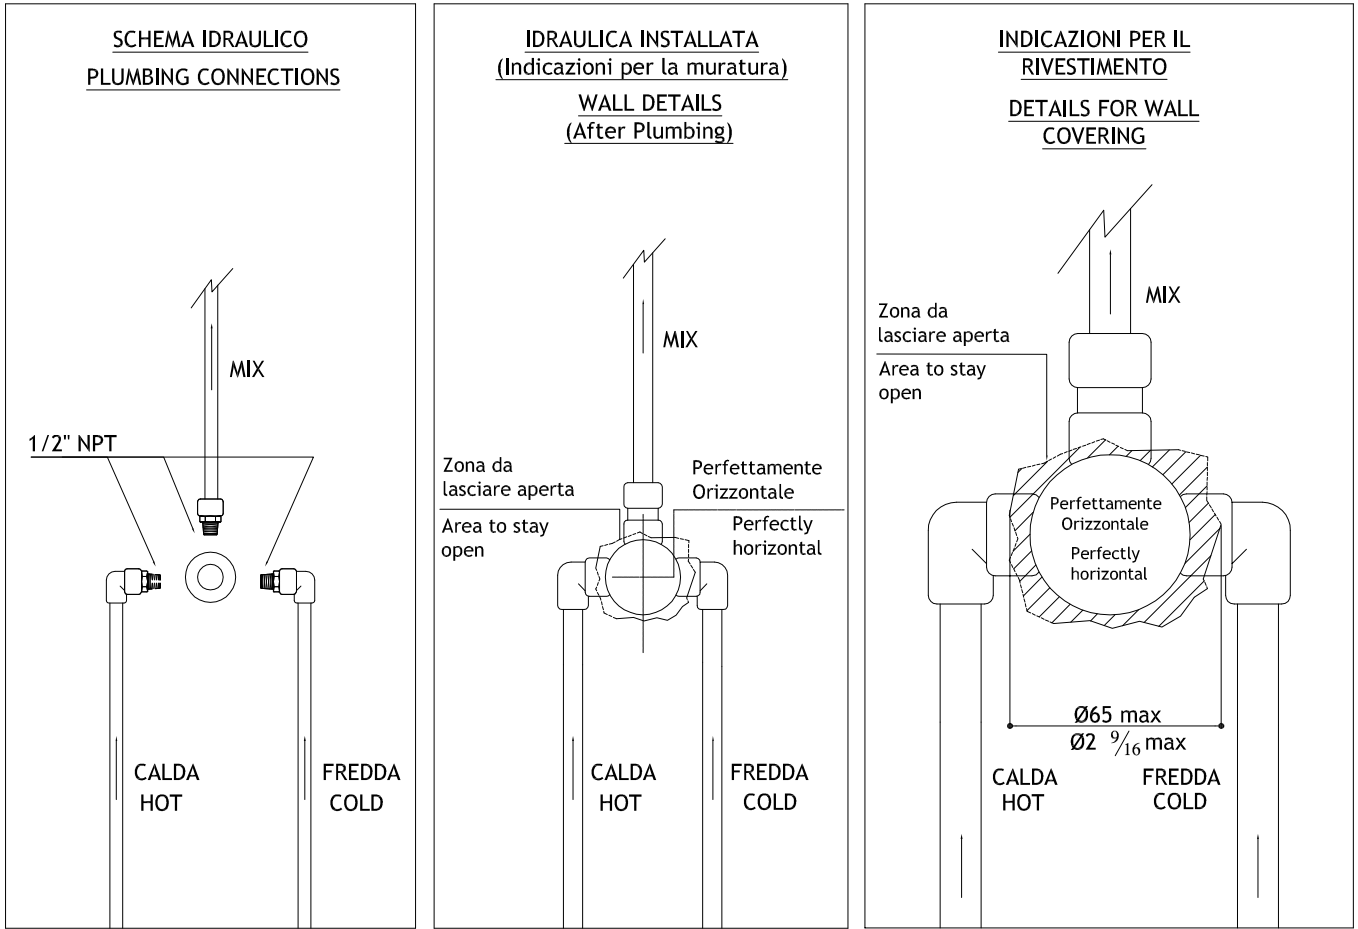 SCHEMA IDRAULICO
PLUMBING CONNECTIONS
MIX
1/2" NPT
CALDA
HOT
FREDDA
COLD
IDRAULICA INSTALLATA
(Indicazioni per la muratura)
WALL DETAILS
(After Plumbing)
MIX
Zona da
lasciare aperta
Area to stay
open
Perfettamente
Orizzontale
Perfectly
horizontal
CALDA
HOT
FREDDA
COLD
INDICAZIONI PER IL
RIVESTIMENTO
DETAILS FOR WALL
COVERING
MIX
Zona da
lasciare aperta
Area to stay
open
Perfettamente
Orizzontale
Perfectly
horizontal
Ø65 max
Ø2 9/16 max
CALDA
HOT
FREDDA
COLD